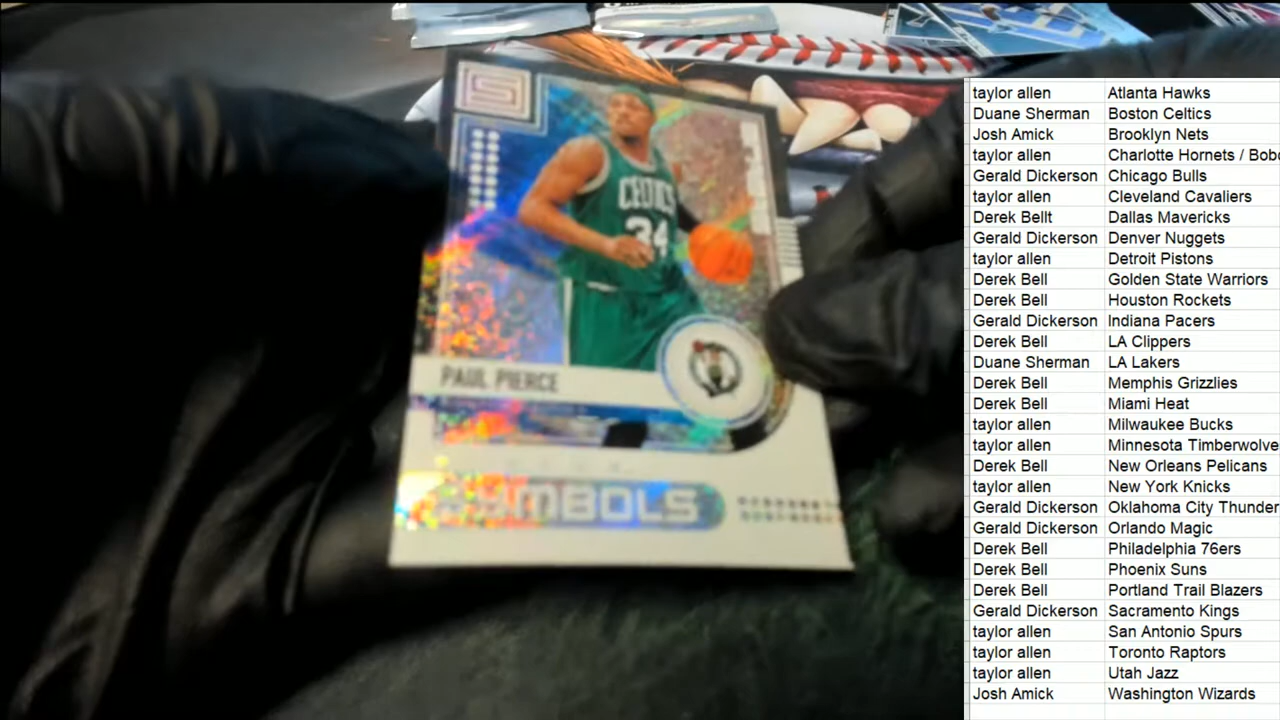 CELTICS
34
PAUL PIERCE
SYMBOLS
taylor allen Atlanta Hawks
Duane Sherman Boston Celtics
Josh Amick Brooklyn Nets
taylor allen Charlotte Hornets / Bobc
Gerald Dickerson Chicago Bulls
taylor allen Cleveland Cavaliers
Derek Bellt Dallas Mavericks
Gerald Dickerson Denver Nuggets
taylor allen Detroit Pistons
Derek Bell Golden State Warriors
Derek Bell Houston Rockets
Gerald Dickerson Indiana Pacers
Derek Bell LA Clippers
Duane Sherman LA Lakers
Derek Bell Memphis Grizzlies
Derek Bell Miami Heat
taylor allen Milwaukee Bucks
taylor allen Minnesota Timberwolve
Derek Bell New Orleans Pelicans
taylor allen New York Knicks
Gerald Dickerson Oklahoma City Thunder
Gerald Dickerson Orlando Magic
Derek Bell Philadelphia 76ers
Derek Bell Phoenix Suns
Derek Bell Portland Trail Blazers
Gerald Dickerson Sacramento Kings
taylor allen San Antonio Spurs
taylor allen Toronto Raptors
taylor allen Utah Jazz
Josh Amick Washington Wizards